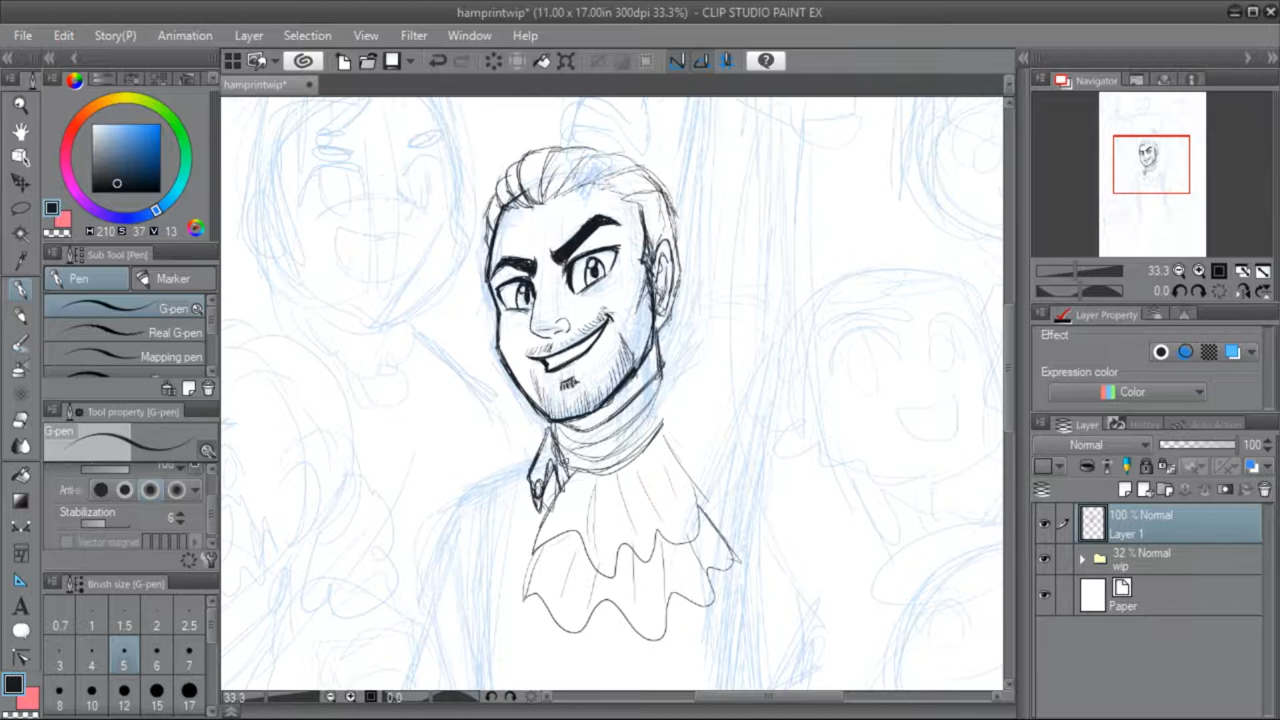 hamprintwip* (11.00 x 17.00in 300dpi 33.3%) - CLIP STUDIO PAINT EX
File Edit Story(P) Animation Layer Selection Filter View Window Help
hamprintwip*
Navigator
H 210 S 37 V 13
Sub Tool [Pen]
Pen Marker
G-pen
Real G-pen
Mapping pen
Tool property [G-pen]
G-pen
Anti-a
Stabilization
6
Vector magnet
Brush size [G-pen]
0.7 1 1.5 2 2.5
3 4 5 6 7
8 10 12 15 17
33.3 0.0
33.3
0.0
Layer Property
Effect
Expression color
Color
Layer History Auto Action
Normal 100
100 % Normal
Layer 1
32 % Normal
wip
Paper